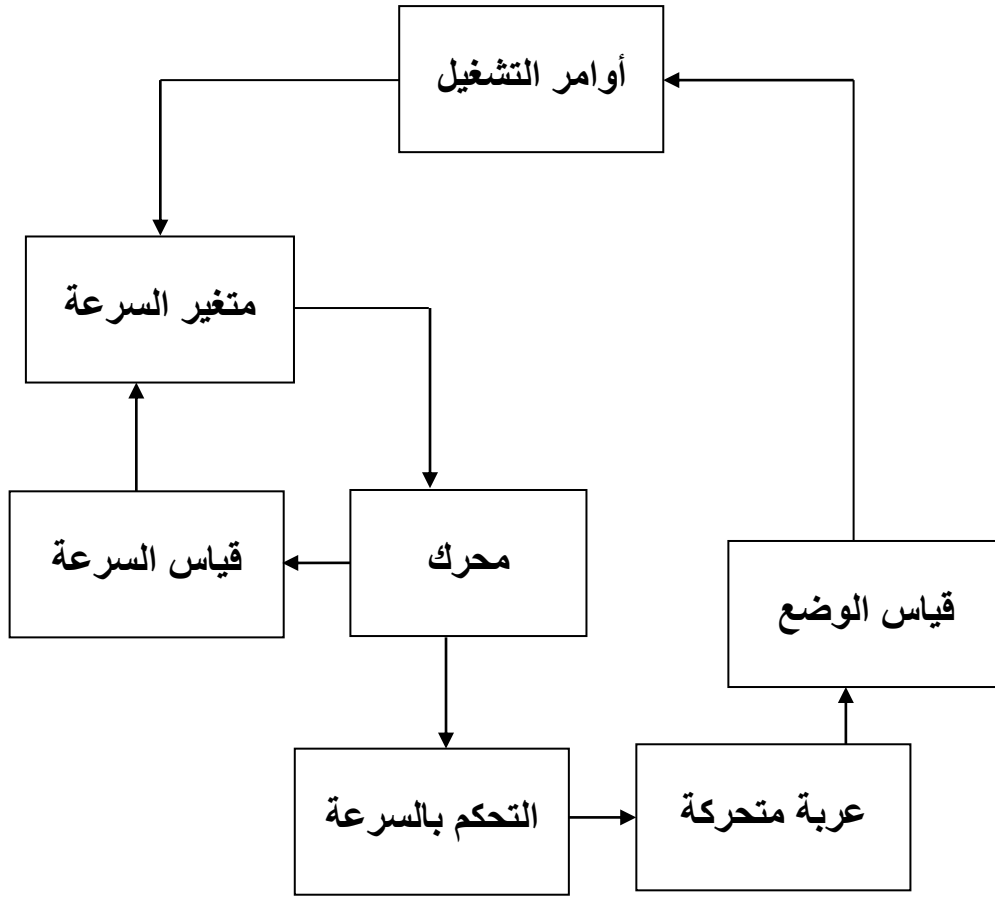 أوامر التشغيل
متغير السرعة
قياس السرعة
محرك
قياس الوضع
التحكم بالسرعة
عربة متحركة